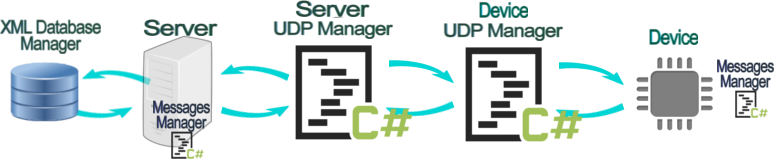 XML Database
Manager
Server
Messages
Manager
C#
Server
UDP Manager
C#
Device
UDP Manager
C#
Device
Messages
Manager
C#